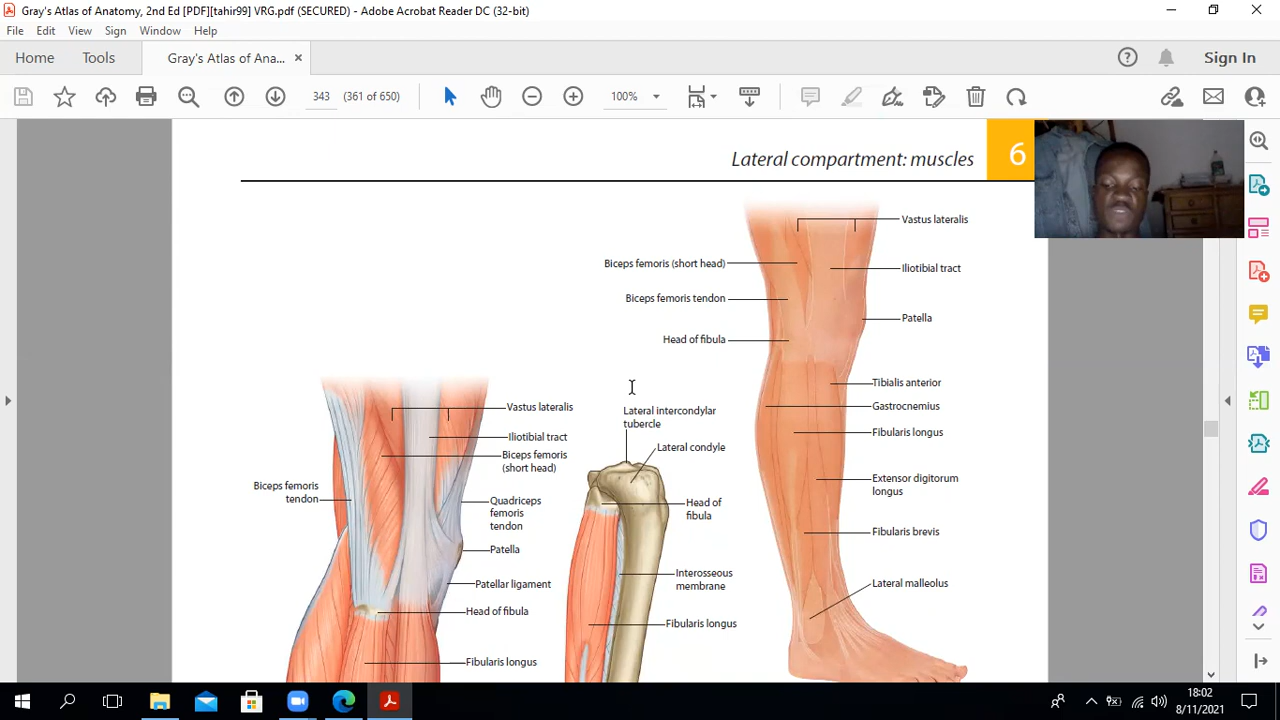 Gray's Atlas of Anatomy, 2nd Ed [PDF][tahir99] VRG.pdf (SECURED) - Adobe Acrobat Reader DC (32-bit)
File Edit View Sign Window Help
Home Tools Gray's Atlas of Ana... × Sign In
343 (361 of 650) 100%
Lateral compartment: muscles 6
Vastus lateralis
Biceps femoris (short head)
Iliotibial tract
Biceps femoris tendon
Patella
Head of fibula
Tibialis anterior
Gastrocnemius
Fibularis longus
Extensor digitorum
longus
Fibularis brevis
Lateral malleolus
Vastus lateralis
Iliotibial tract
Biceps femoris
(short head)
Biceps femoris
tendon
Quadriceps
femoris
tendon
Patella
Patellar ligament
Head of fibula
Fibularis longus
Lateral intercondylar
tubercle
Lateral condyle
Head of
fibula
Interosseous
membrane
Fibularis longus
18:02
8/11/2021